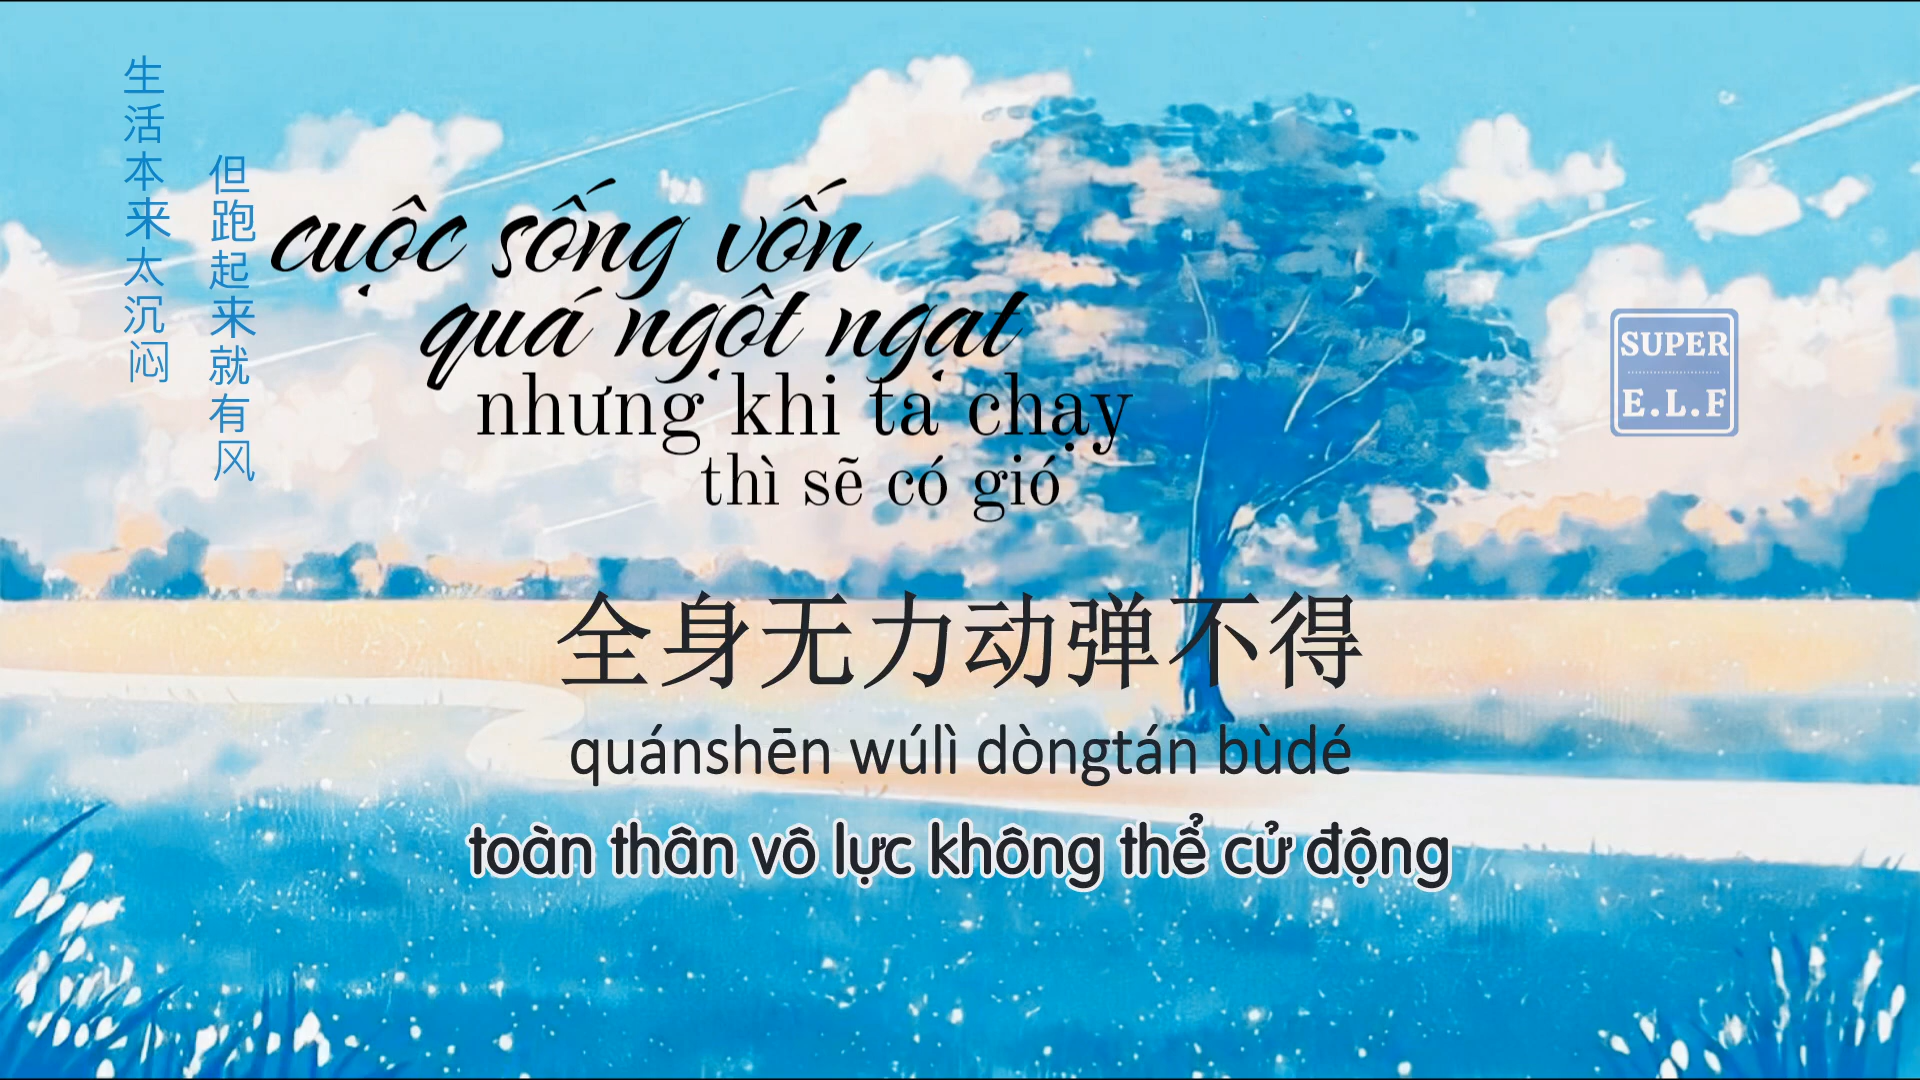 生活本来太沉闷
但跑起来就有风
cuộc sống vốn
quá ngột ngạt
nhưng khi ta chạy
thì sẽ có gió
SUPER
E.L.F
全身无力动弹不得
quánshēn wúlì dòngtán bùdé
toàn thân vô lực không thể cử động